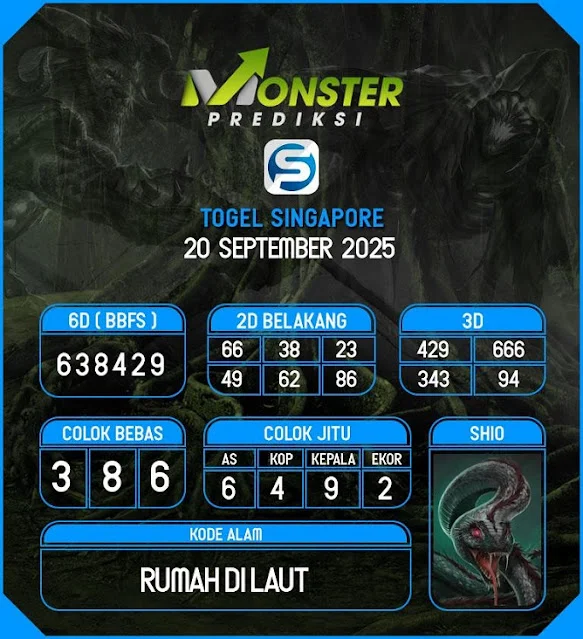 MONSTER
PREDIKSI
S
TOGEL SINGAPORE
20 SEPTEMBER 2025
6D ( BBFS )
638429
2D BELAKANG
66 38 23
49 62 86
3D
429 666
343 94
COLOK BEBAS
3 8 6
COLOK JITU
AS KOP KEPALA EKOR
6 4 9 2
SHIO
KODE ALAM
RUMAH DI LAUT